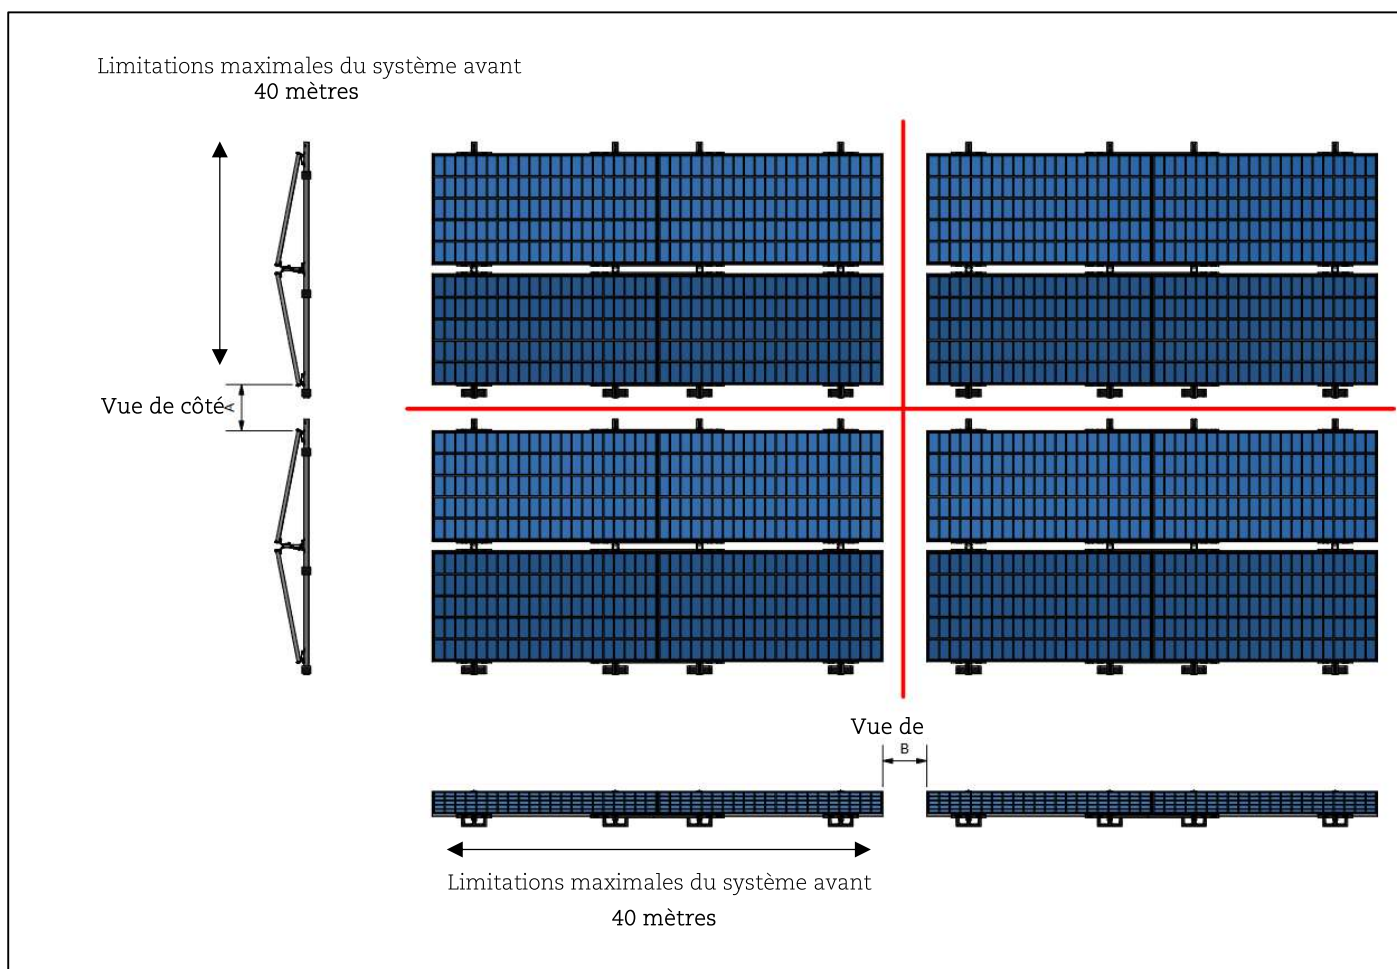 Limitations maximales du système avant
40 mètres
Vue de côté
A
Vue de
B
Limitations maximales du système avant
40 mètres